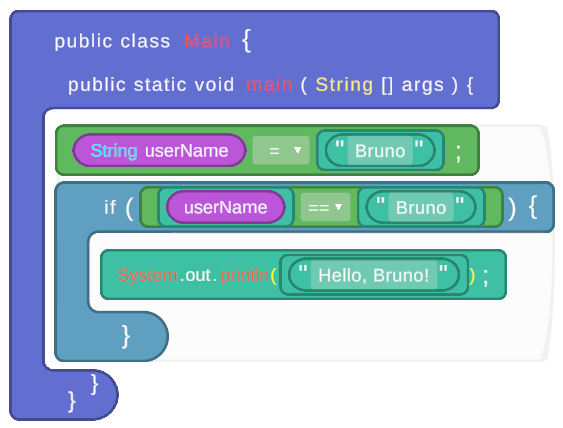 public class Main {
public static void main ( String [] args ) {
String userName = ▾ "Bruno" ;
if ( userName == ▾ "Bruno" ) {
System.out.println( "Hello, Bruno!" ) ;
}
}
}